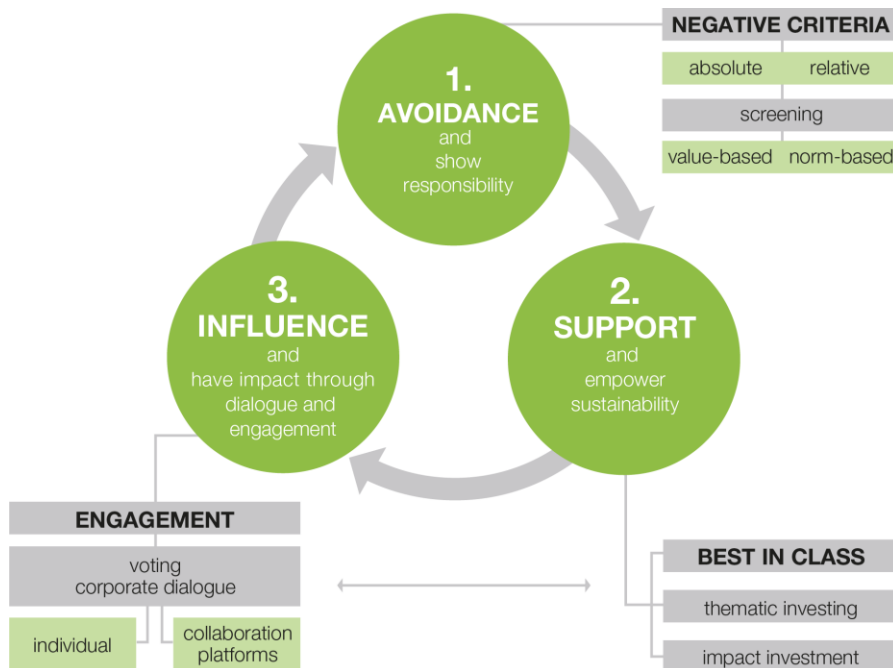 1.
AVOIDANCE
and
show
responsibility
NEGATIVE CRITERIA
absolute relative
screening
value-based norm-based
2.
SUPPORT
and
empower
sustainability
BEST IN CLASS
thematic investing
impact investment
3.
INFLUENCE
and
have impact through
dialogue and
engagement
ENGAGEMENT
voting
corporate dialogue
individual
collaboration
platforms